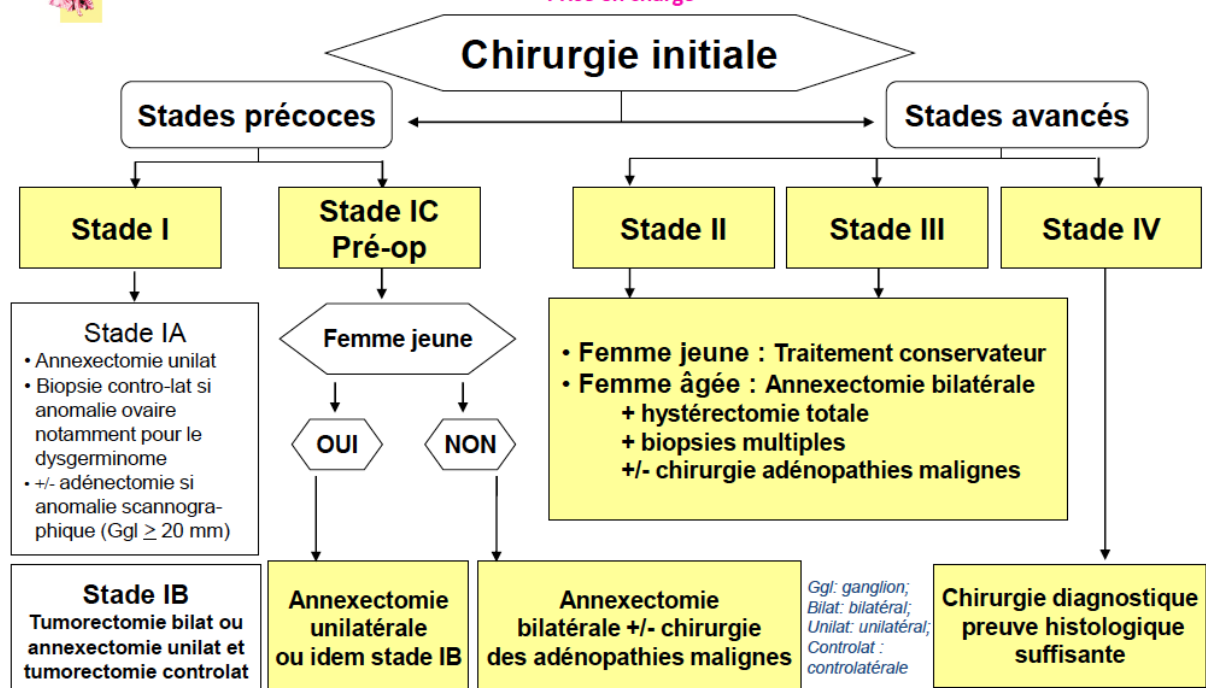 Prise en charge
Chirurgie initiale
Stades précoces
Stades avancés
Stade I
Stade IC
Pré-op
Stade II
Stade III
Stade IV
Stade IA
• Annexectomie unilat
• Biopsie contro-lat si
anomalie ovaire
notamment pour le
dysgerminome
• +/- adénectomie si
anomalie scannogra-
phique (Ggl ≥ 20 mm)
Femme jeune
OUI
NON
• Femme jeune : Traitement conservateur
• Femme âgée : Annexectomie bilatérale
+ hystérectomie totale
+ biopsies multiples
+/- chirurgie adénopathies malignes
Stade IB
Tumorectomie bilat ou
annexectomie unilat et
tumorectomie controlat
Annexectomie
unilatérale
ou idem stade IB
Annexectomie
bilatérale +/- chirurgie
des adénopathies malignes
Ggl: ganglion;
Bilat: bilatéral;
Unilat: unilatéral;
Controlat :
controlatérale
Chirurgie diagnostique
preuve histologique
suffisante